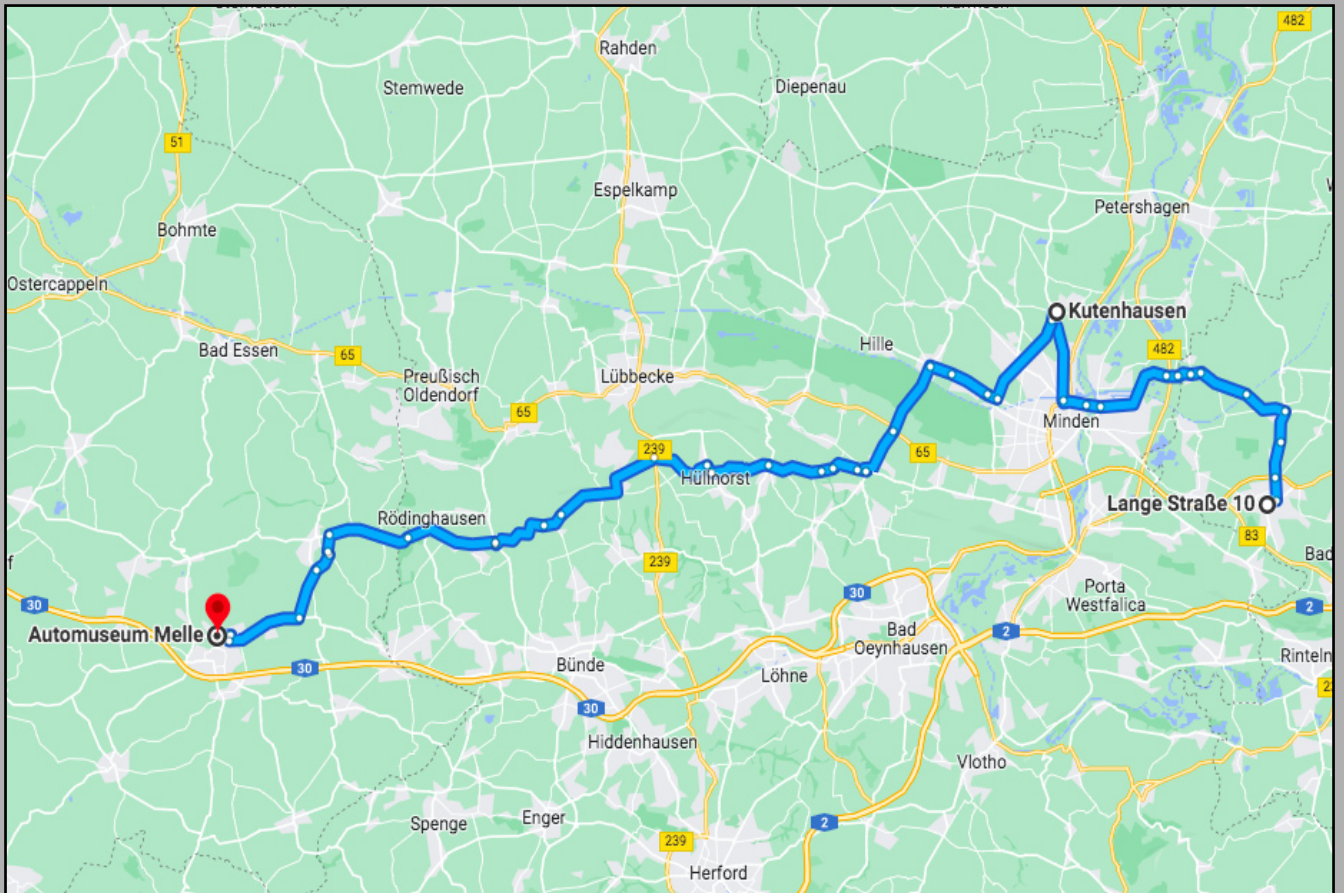 482
Rahden
Stemwede
Diepenau
51
Espelkamp
Petershagen
Bohmte
Ostercappeln
Kutenhausen
Hille
Bad Essen
65
482
Preußisch
Oldendorf
Lübbecke
65
Minden
239
65
Hüllhorst
Lange Straße 10
Rödinghausen
83
Bad
f
239
30
30
Porta
Westfalica
2
Automuseum Melle
2
Bad
Oeynhausen
30
Bünde
Löhne
Rinteln
30
Hiddenhausen
Vlotho
Spenge
Enger
2
239
Herford